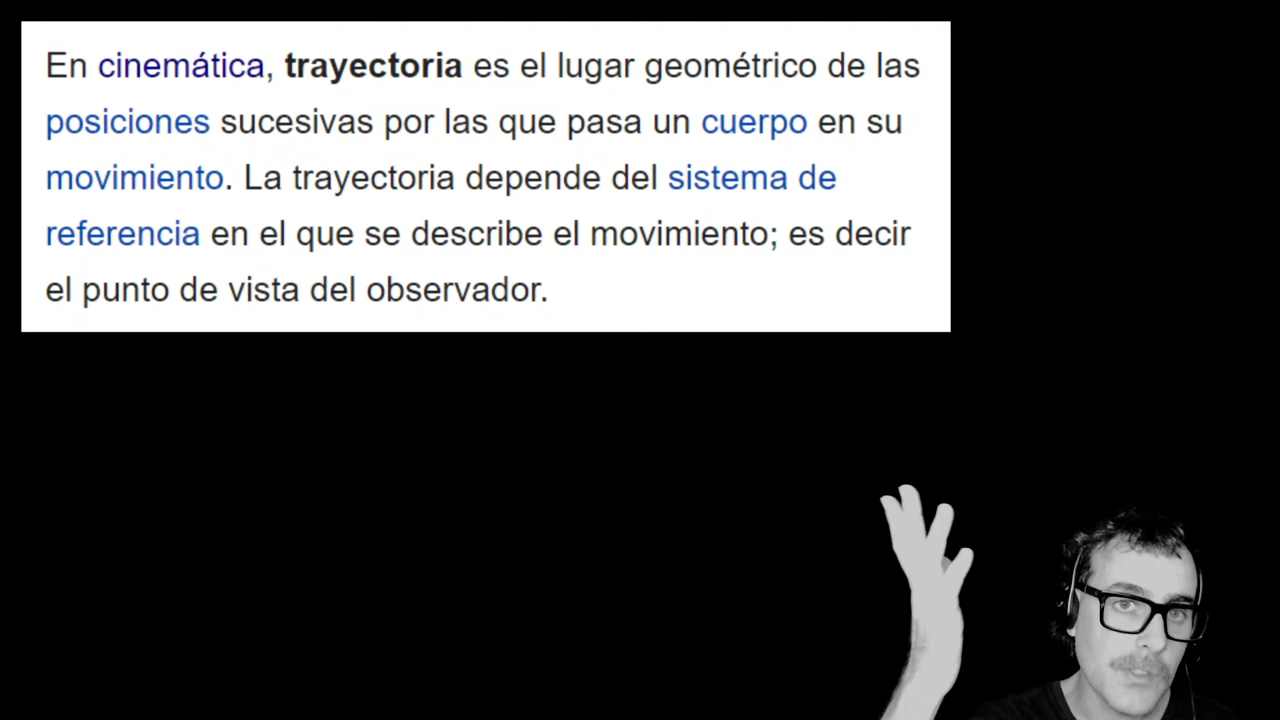 En cinemática, trayectoria es el lugar geométrico de las
posiciones sucesivas por las que pasa un cuerpo en su
movimiento. La trayectoria depende del sistema de
referencia en el que se describe el movimiento; es decir
el punto de vista del observador.